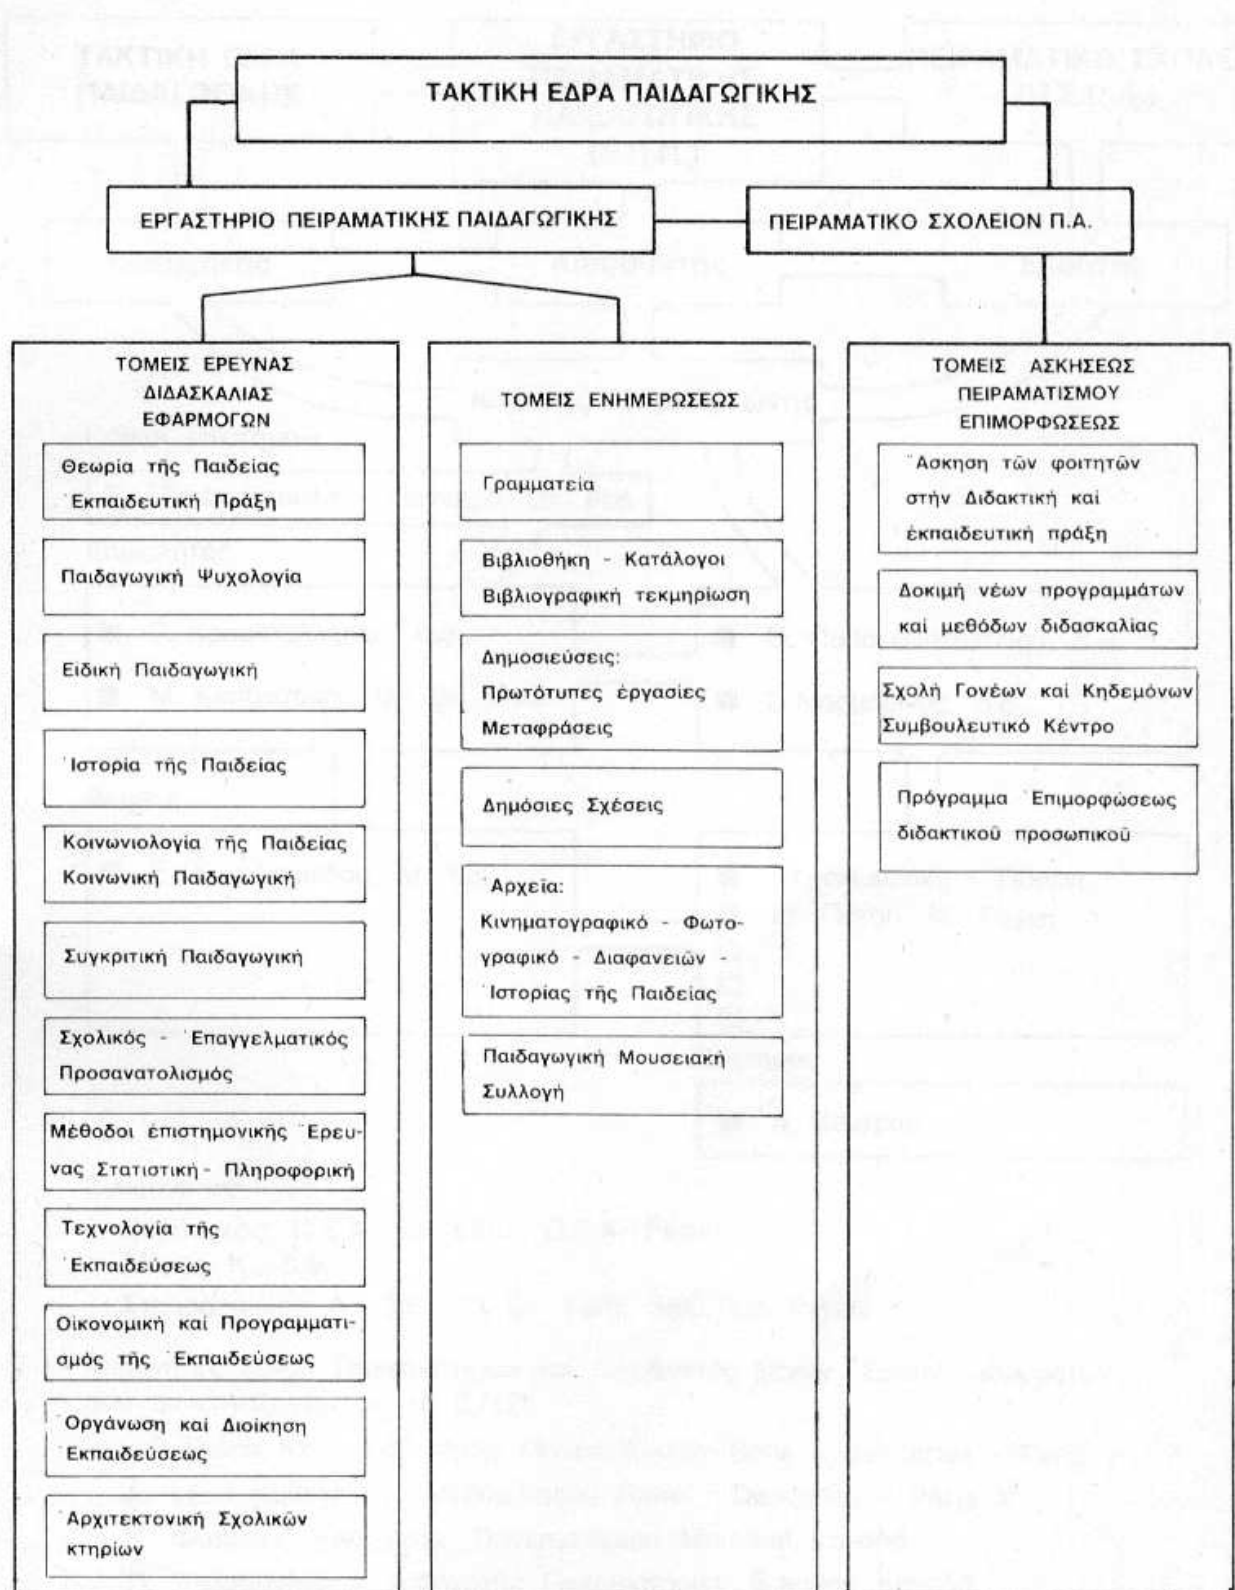 ΤΑΚΤΙΚΗ ΕΔΡΑ ΠΑΙΔΑΓΩΓΙΚΗΣ
ΕΡΓΑΣΤΗΡΙΟ ΠΕΙΡΑΜΑΤΙΚΗΣ ΠΑΙΔΑΓΩΓΙΚΗΣ
ΠΕΙΡΑΜΑΤΙΚΟ ΣΧΟΛΕΙΟΝ Π.Α.
ΤΟΜΕΙΣ ΕΡΕΥΝΑΣ
ΔΙΔΑΣΚΑΛΙΑΣ
ΕΦΑΡΜΟΓΩΝ
Θεωρία τῆς Παιδείας
Ἐκπαιδευτική Πράξη
Παιδαγωγική Ψυχολογία
Εἰδική Παιδαγωγική
Ἱστορία τῆς Παιδείας
Κοινωνιολογία τῆς Παιδείας
Κοινωνική Παιδαγωγική
Συγκριτική Παιδαγωγική
Σχολικός - Ἐπαγγελματικός
Προσανατολισμός
Μέθοδοι ἐπιστημονικῆς Ἔρευ-
νας Στατιστική - Πληροφορική
Τεχνολογία τῆς
Ἐκπαιδεύσεως
Οἰκονομική καί Προγραμματι-
σμός τῆς Ἐκπαιδεύσεως
Ὀργάνωση καί Διοίκηση
Ἐκπαιδεύσεως
Ἀρχιτεκτονική Σχολικῶν
κτηρίων
ΤΟΜΕΙΣ ΕΝΗΜΕΡΩΣΕΩΣ
Γραμματεία
Βιβλιοθήκη - Κατάλογοι
Βιβλιογραφική τεκμηρίωση
Δημοσιεύσεις:
Πρωτότυπες ἐργασίες
Μεταφράσεις
Δημόσιες Σχέσεις
Ἀρχεῖα:
Κινηματογραφικό - Φωτο-
γραφικό - Διαφανειῶν -
Ἱστορίας τῆς Παιδείας
Παιδαγωγική Μουσειακή
Συλλογή
ΤΟΜΕΙΣ ΑΣΚΗΣΕΩΣ
ΠΕΙΡΑΜΑΤΙΣΜΟΥ
ΕΠΙΜΟΡΦΩΣΕΩΣ
Ἄσκηση τῶν φοιτητῶν
στήν Διδακτική καί
ἐκπαιδευτική πράξη
Δοκιμή νέων προγραμμάτων
καί μεθόδων διδασκαλίας
Σχολή Γονέων καί Κηδεμόνων
Συμβουλευτικό Κέντρο
Πρόγραμμα Ἐπιμορφώσεως
διδακτικοῦ προσωπικοῦ